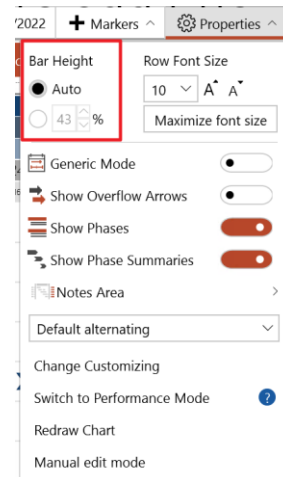 /2022 + Markers Properties
Bar Height Row Font Size
Auto 10 A A
43 % Maximize font size
Generic Mode
Show Overflow Arrows
Show Phases
Show Phase Summaries
Notes Area
Default alternating
Change Customizing
Switch to Performance Mode ?
Redraw Chart
Manual edit mode